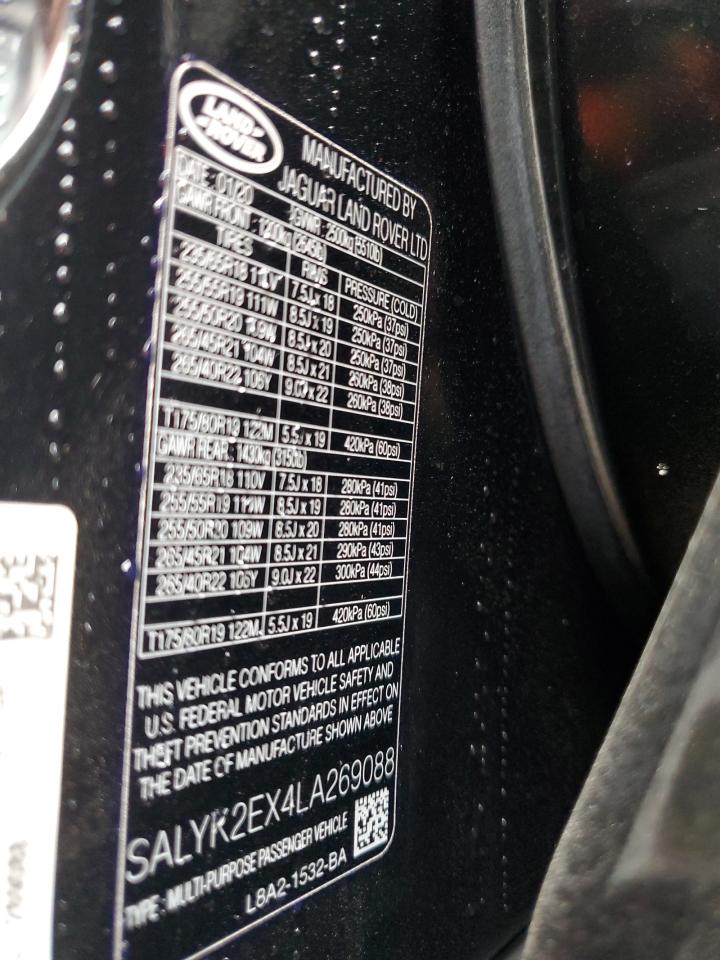 LAND
ROVER
MANUFACTURED BY
JAGUAR LAND ROVER LTD
DATE : 01/20 GVWR : 2500kg (5510lb)
GAWR FRONT : 1200kg (2645lb)
TIRES RIMS PRESSURE (COLD)
235/65R18 110V 7.5J x 18 250kPa (37psi)
255/55R19 111W 8.5J x 19 250kPa (37psi)
255/50R20 109W 8.5J x 20 250kPa (37psi)
265/45R21 104W 8.5J x 21 260kPa (38psi)
265/40R22 106Y 9.0J x 22 260kPa (38psi)
T175/80R19 122M 5.5J x 19 420kPa (60psi)
GAWR REAR : 1430kg (3150lb)
235/65R18 110V 7.5J x 18 280kPa (41psi)
255/55R19 111W 8.5J x 19 280kPa (41psi)
255/50R20 109W 8.5J x 20 280kPa (41psi)
265/45R21 104W 8.5J x 21 290kPa (43psi)
265/40R22 106Y 9.0J x 22 300kPa (44psi)
T175/80R19 122M 5.5J x 19 420kPa (60psi)
THIS VEHICLE CONFORMS TO ALL APPLICABLE
U.S. FEDERAL MOTOR VEHICLE SAFETY AND
THEFT PREVENTION STANDARDS IN EFFECT ON
THE DATE OF MANUFACTURE SHOWN ABOVE
SALYK2EX4LA269088
TYPE : MULTI-PURPOSE PASSENGER VEHICLE
L8A2-1532-BA